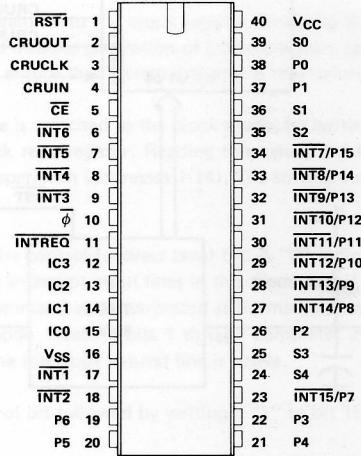 RST1 1 40 VCC
CRUOUT 2 39 S0
CRUCLK 3 38 P0
CRUIN 4 37 P1
CE 5 36 S1
INT6 6 35 S2
INT5 7 34 INT7/P15
INT4 8 33 INT8/P14
INT3 9 32 INT9/P13
ϕ 10 31 INT10/P12
INTREQ 11 30 INT11/P11
IC3 12 29 INT12/P10
IC2 13 28 INT13/P9
IC1 14 27 INT14/P8
IC0 15 26 P2
VSS 16 25 S3
INT1 17 24 S4
INT2 18 23 INT15/P7
P6 19 22 P3
P5 20 21 P4